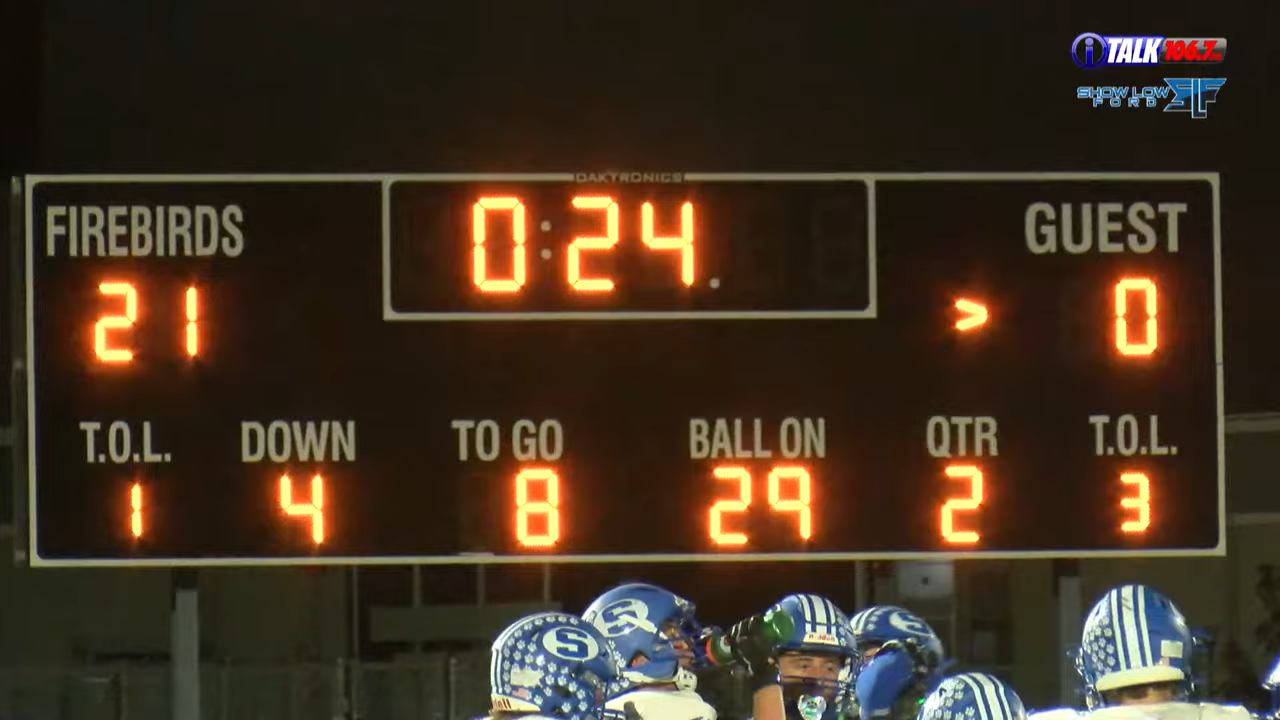 iTALK 106.7
SHOW LOW
FORD SLF
DAKTRONICS
FIREBIRDS 0:24. GUEST
21 > 0
T.O.L. DOWN TO GO BALL ON QTR T.O.L.
1 4 8 29 2 3
S S